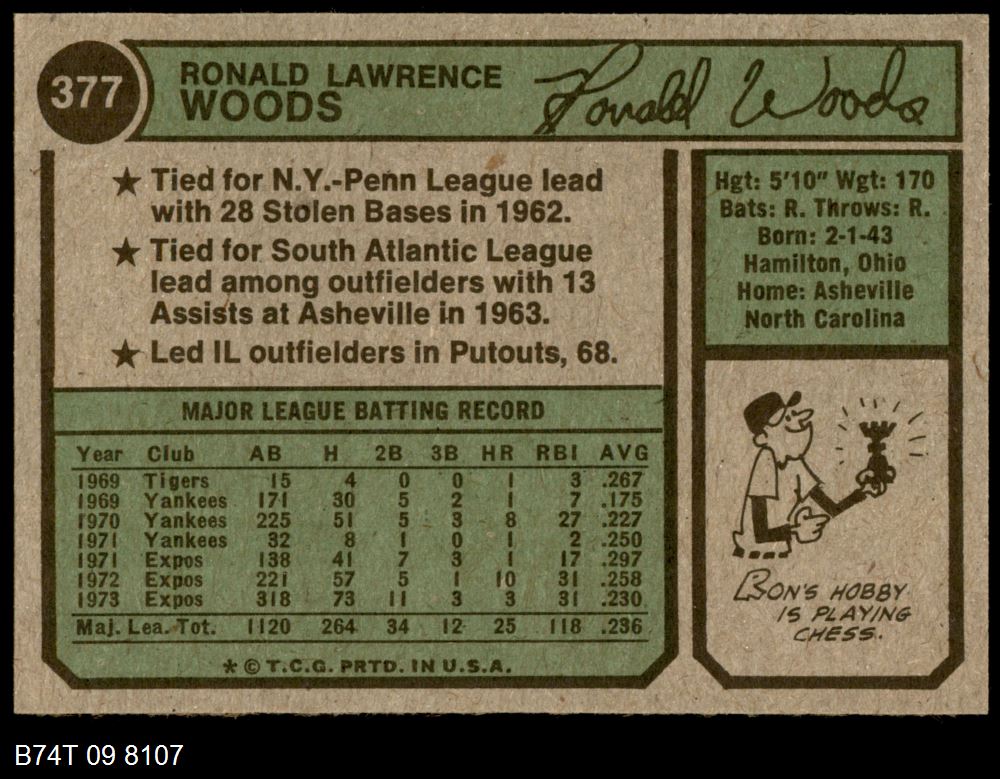 377
RONALD LAWRENCE
WOODS
Ronald Woods
★ Tied for N.Y.-Penn League lead
with 28 Stolen Bases in 1962.
★ Tied for South Atlantic League
lead among outfielders with 13
Assists at Asheville in 1963.
★ Led IL outfielders in Putouts, 68.
Hgt: 5'10" Wgt: 170
Bats: R. Throws: R.
Born: 2-1-43
Hamilton, Ohio
Home: Asheville
North Carolina
MAJOR LEAGUE BATTING RECORD
Year Club AB H 2B 3B HR RBI AVG
1969 Tigers 15 4 0 0 1 3 .267
1969 Yankees 171 30 5 2 1 7 .175
1970 Yankees 225 51 5 3 8 27 .227
1971 Yankees 32 8 1 0 1 2 .250
1971 Expos 138 41 7 3 1 17 .297
1972 Expos 221 57 5 1 10 31 .258
1973 Expos 318 73 11 3 3 31 .230
Maj. Lea. Tot. 1120 264 34 12 25 118 .236
* © T.C.G. PRTD. IN U.S.A.
RON'S HOBBY
IS PLAYING
CHESS.
B74T 09 8107